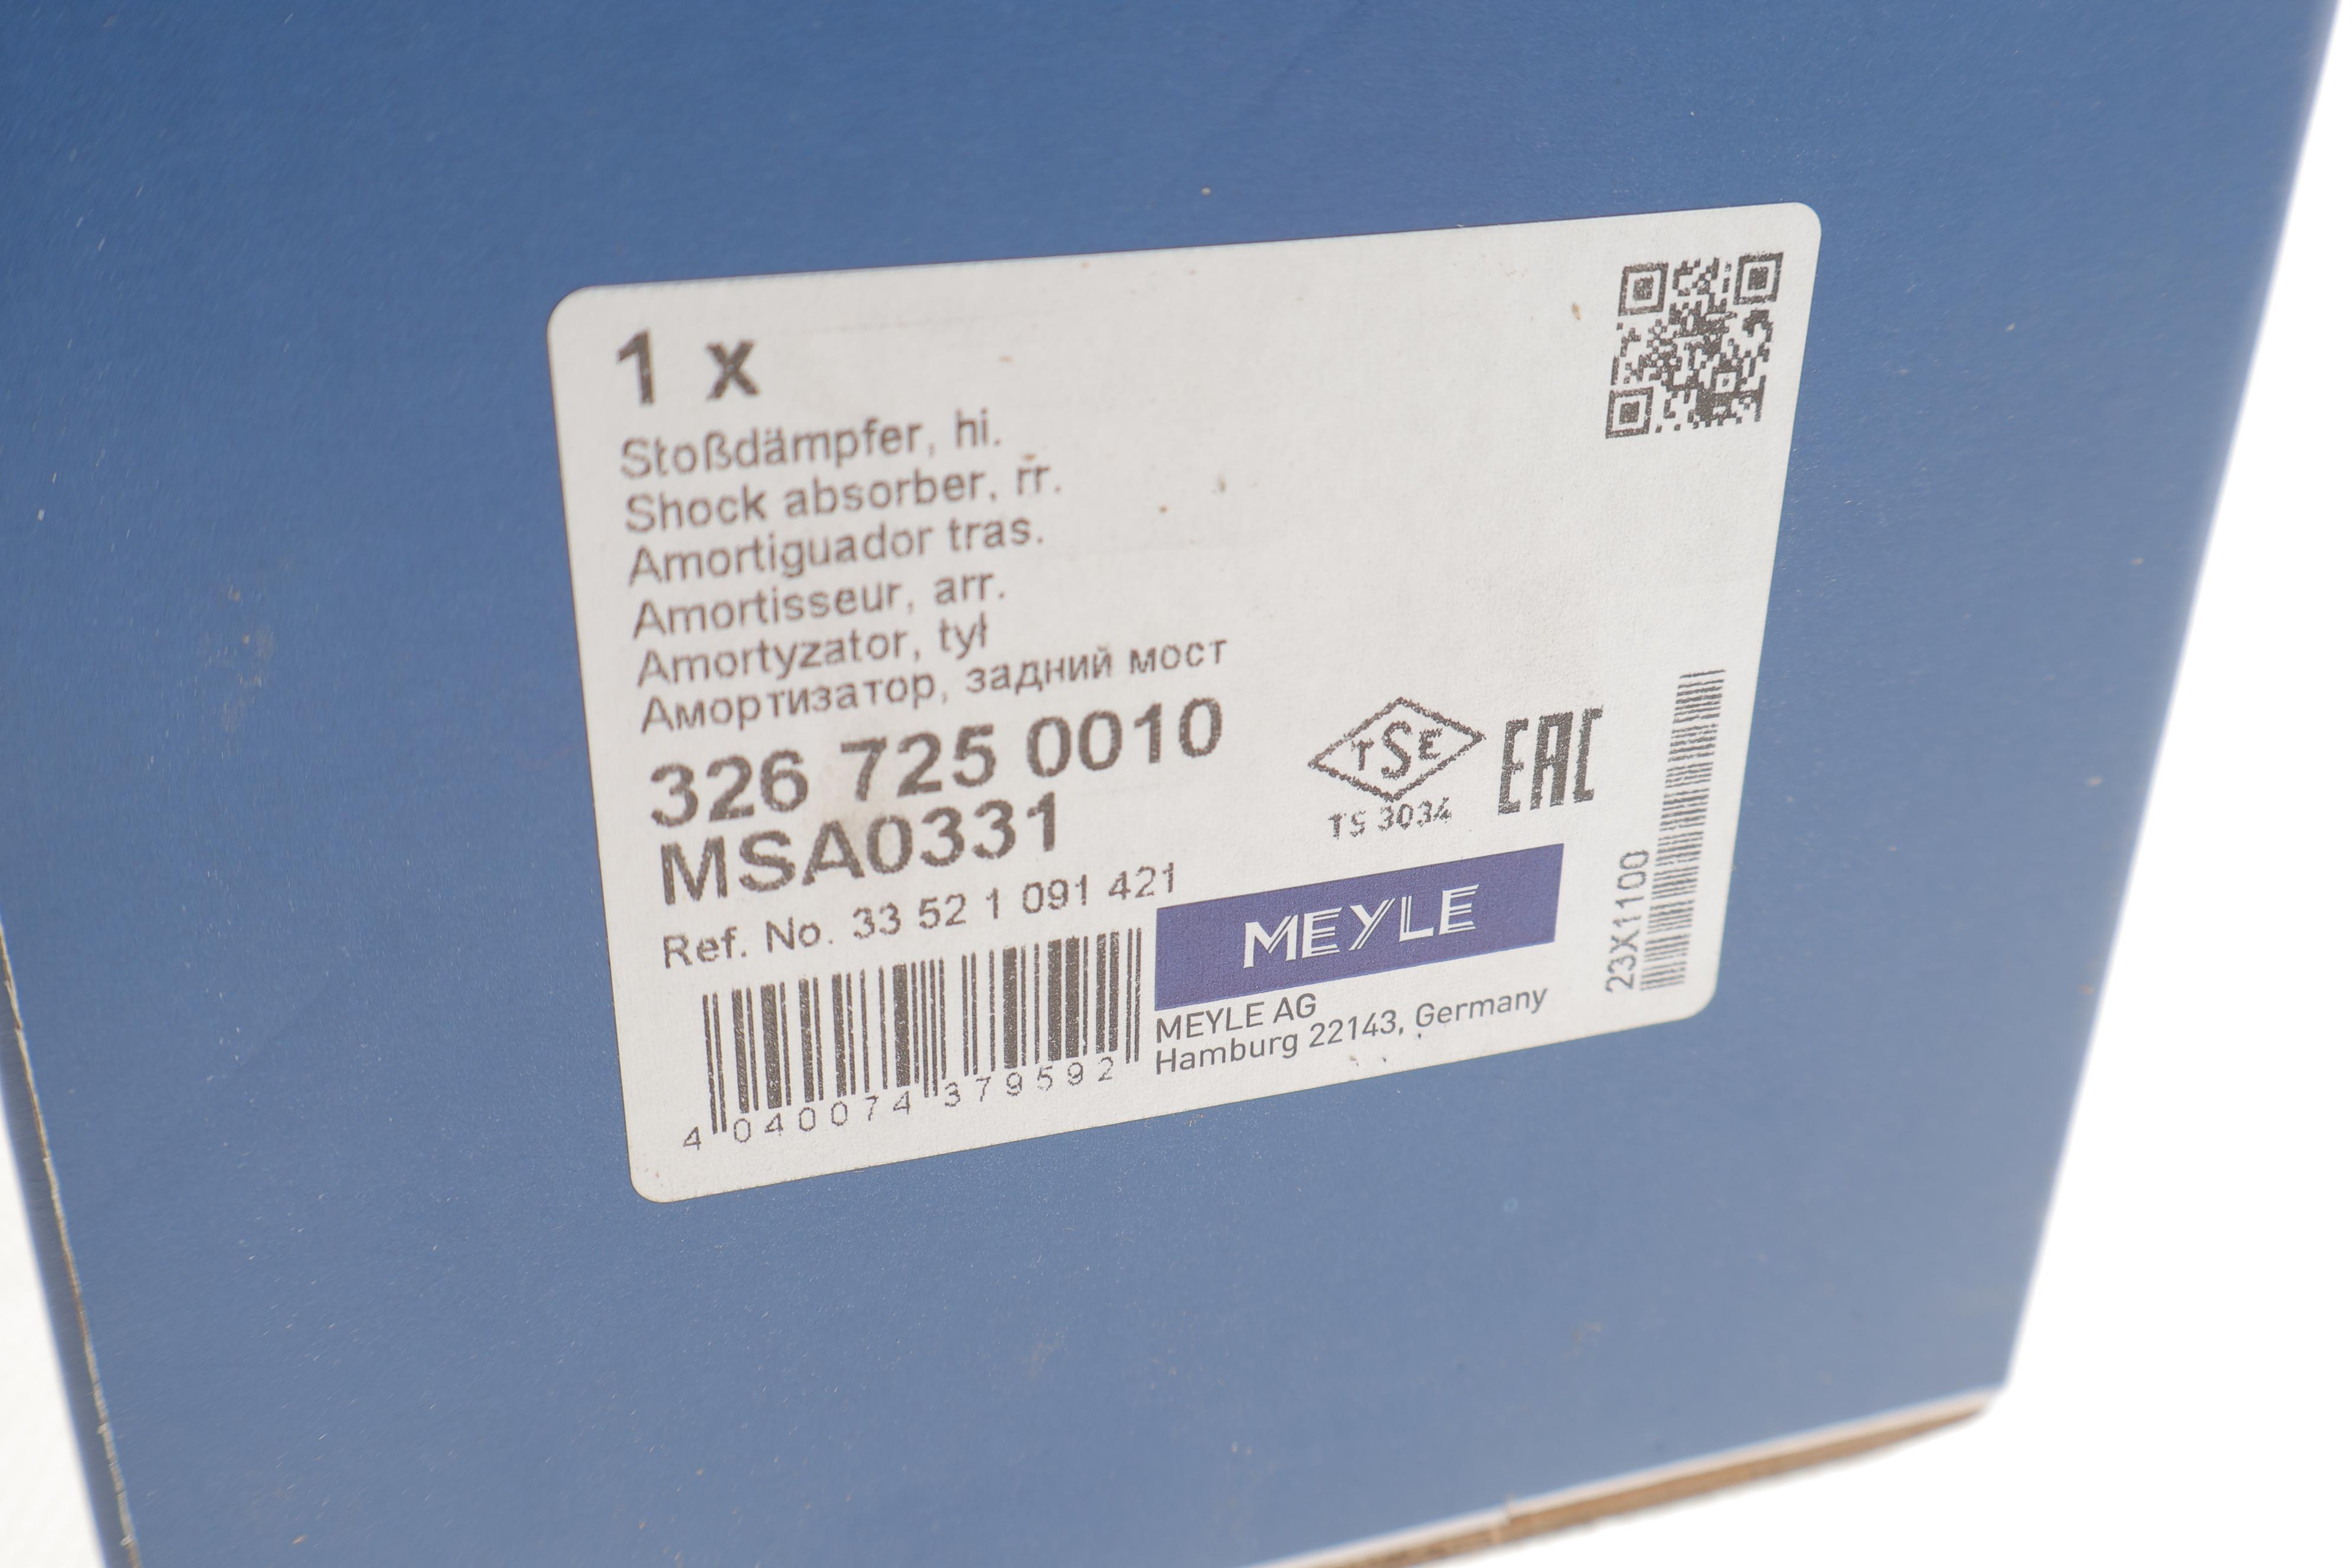 1 x
Stoßdämpfer, hi.
Shock absorber, rr.
Amortiguador tras.
Amortisseur, arr.
Amortyzator, tył
Амортизатор, задний мост
326 725 0010
MSA0331
Ref. No. 33 52 1 091 421
4 040074 379592
TSE
TS 3034
EAC
MEYLE
MEYLE AG
Hamburg 22143, Germany
23X1100